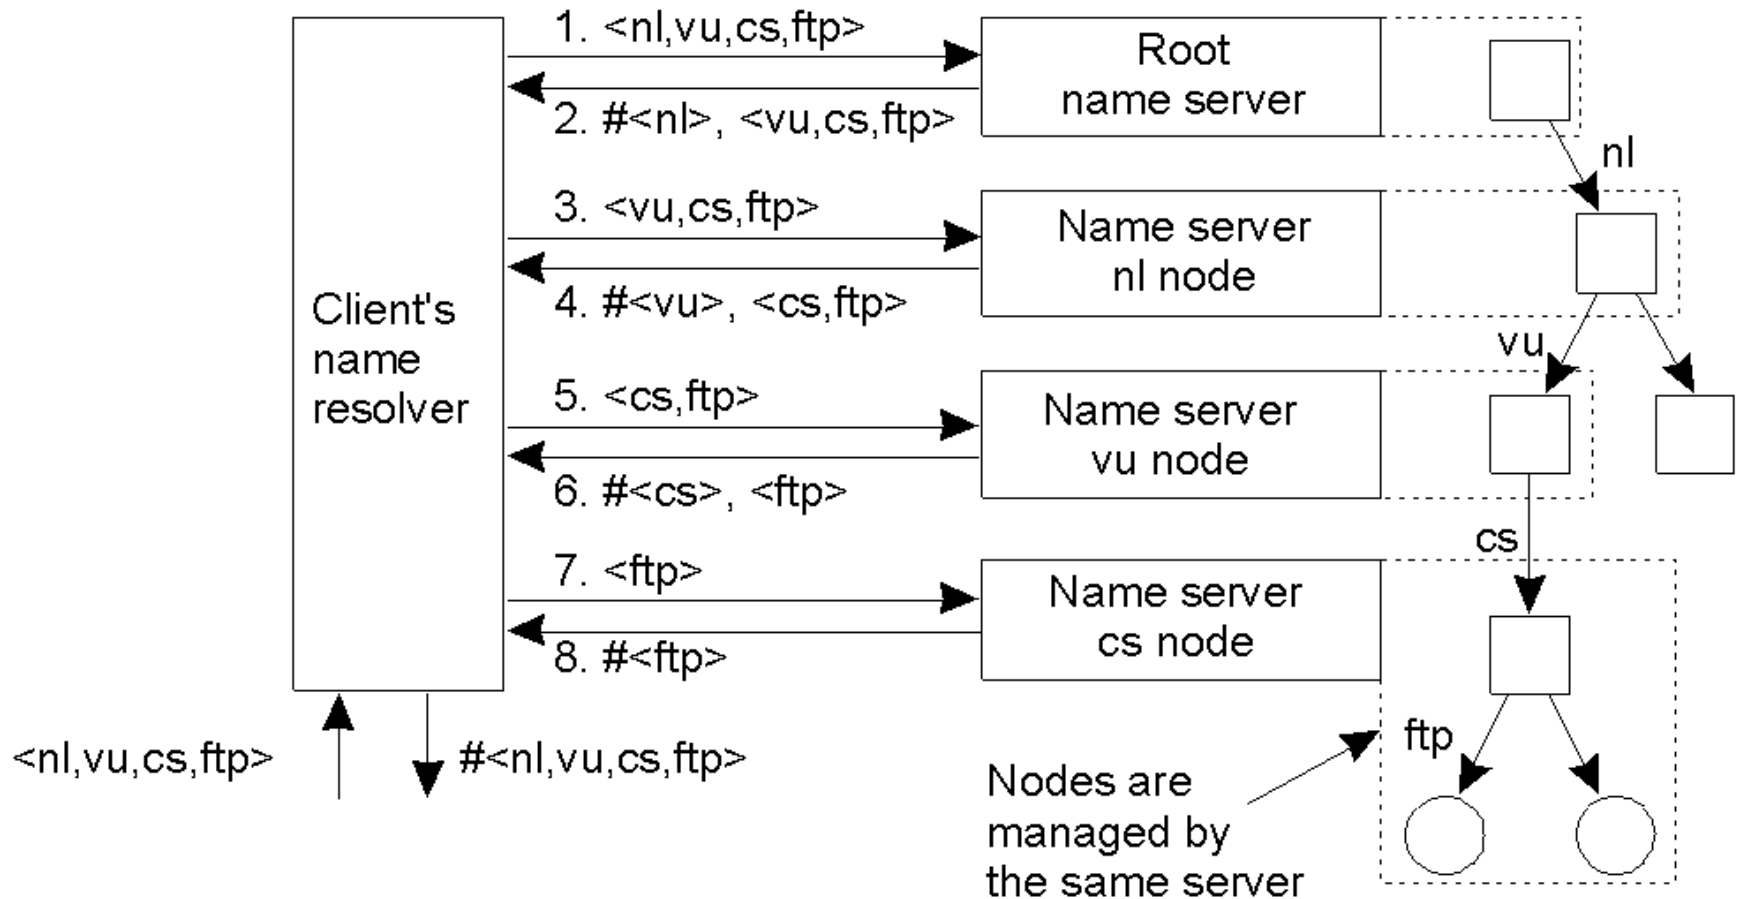 1. <nl,vu,cs,ftp>
Root
name server
2. #<nl>, <vu,cs,ftp>
nl
3. <vu,cs,ftp>
Name server
nl node
4. #<vu>, <cs,ftp>
Client's
name
resolver
vu
5. <cs,ftp>
Name server
vu node
6. #<cs>, <ftp>
cs
7. <ftp>
Name server
cs node
8. #<ftp>
<nl,vu,cs,ftp>
#<nl,vu,cs,ftp>
ftp
Nodes are
managed by
the same server